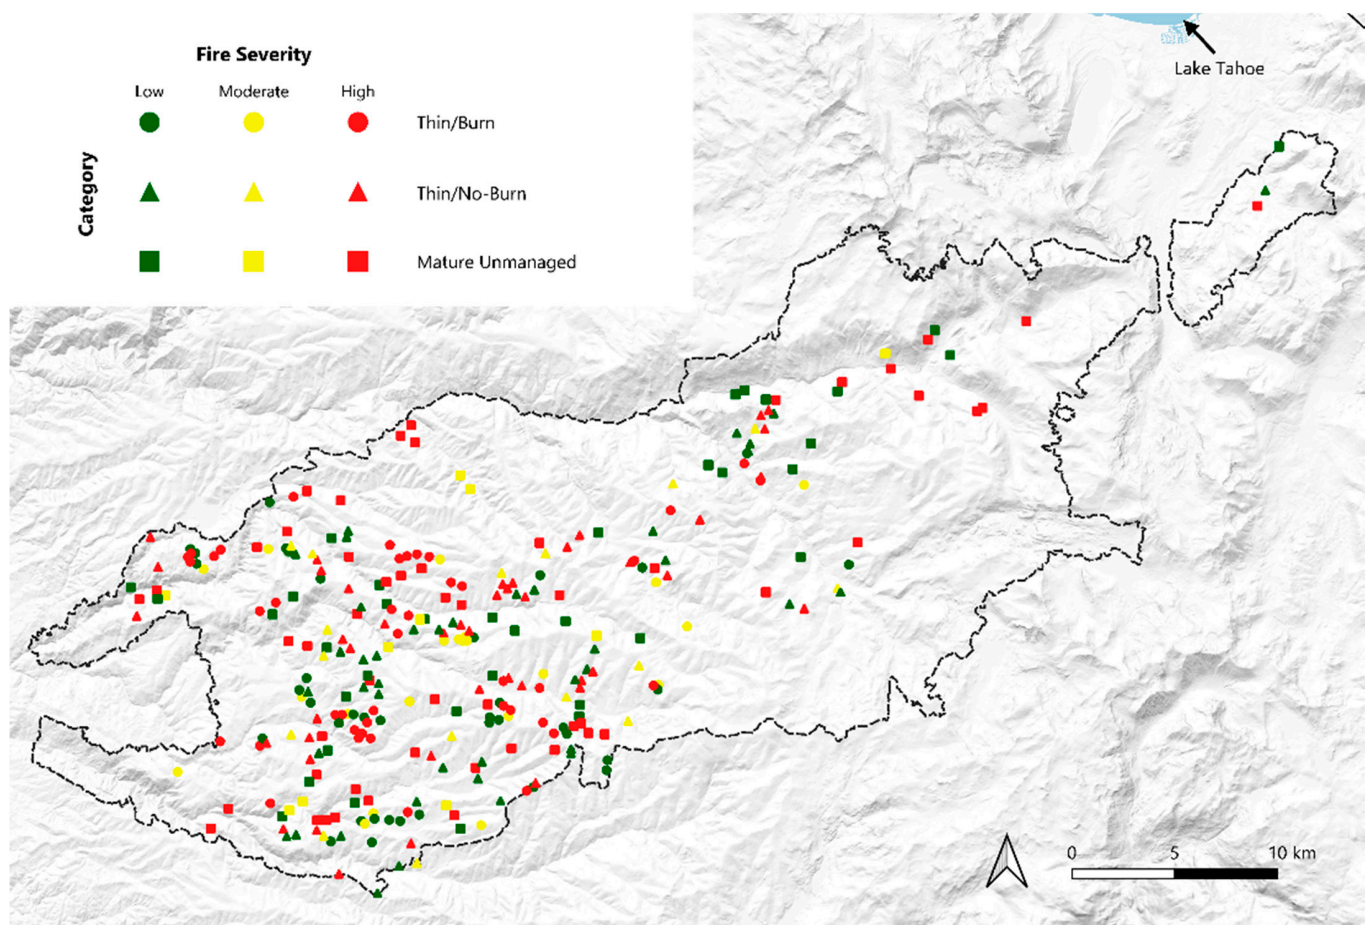 Fire Severity
Low Moderate High
Category
Thin/Burn
Thin/No-Burn
Mature Unmanaged
Lake Tahoe
0 5 10 km